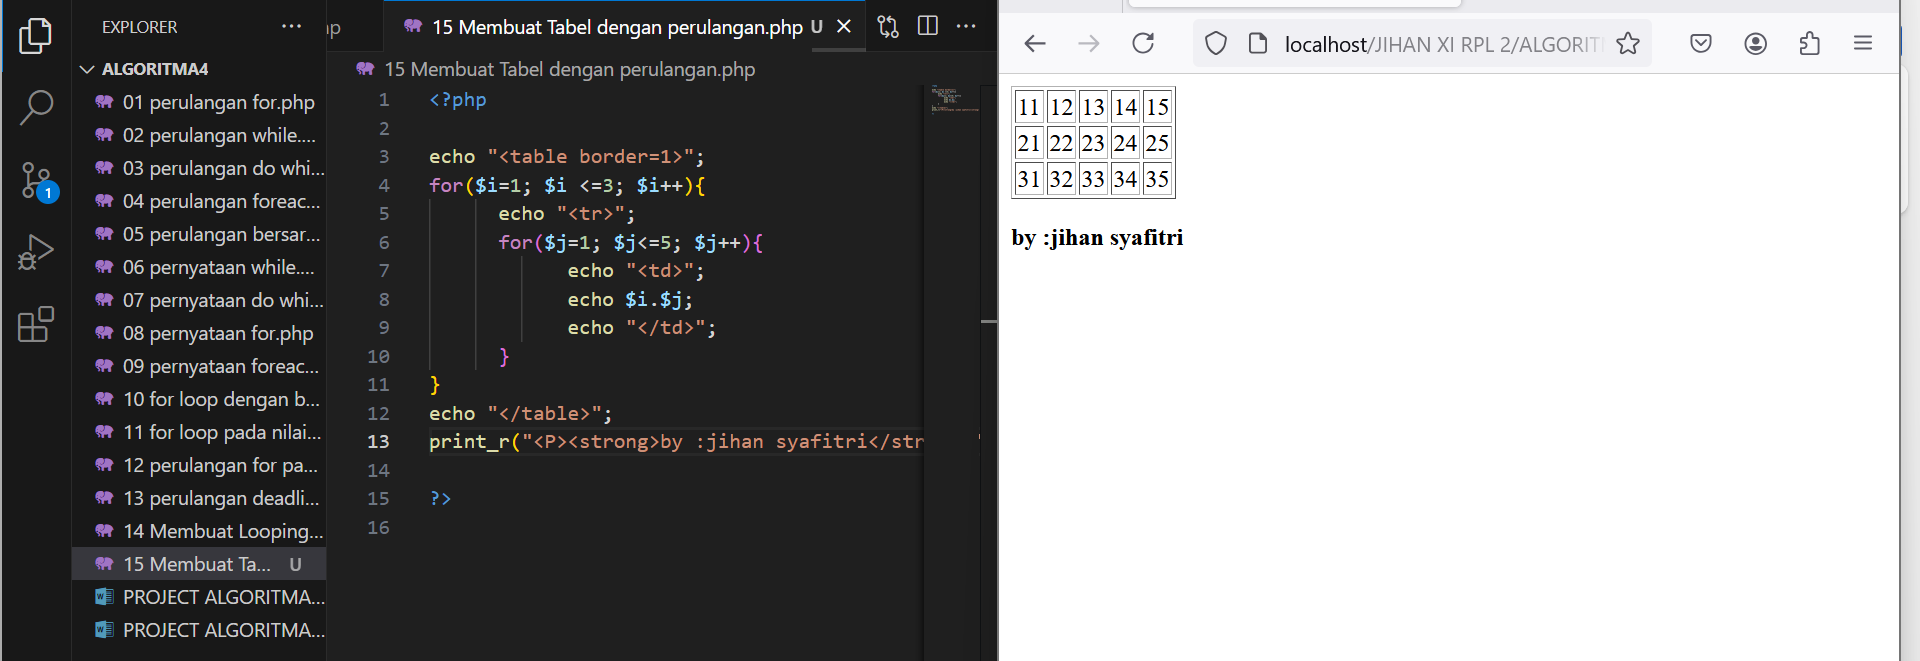 EXPLORER
ALGORITMA4
01 perulangan for.php
02 perulangan while....
03 perulangan do whi...
04 perulangan foreac...
05 perulangan bersar...
06 pernyataan while....
07 pernyataan do whi...
08 pernyataan for.php
09 pernyataan foreac...
10 for loop dengan b...
11 for loop pada nilai...
12 perulangan for pa...
13 perulangan deadli...
14 Membuat Looping...
15 Membuat Ta... U
PROJECT ALGORITMA...
PROJECT ALGORITMA...
1
15 Membuat Tabel dengan perulangan.php U
15 Membuat Tabel dengan perulangan.php
1 <?php
2
3 echo "<table border=1>";
4 for($i=1; $i <=3; $i++){
5 echo "<tr>";
6 for($j=1; $j<=5; $j++){
7 echo "<td>";
8 echo $i.$j;
9 echo "</td>";
10 }
11 }
12 echo "</table>";
13 print_r("<P><strong>by :jihan syafitri</str
14
15 ?>
16
localhost/JIHAN XI RPL 2/ALGORIT
11 12 13 14 15
21 22 23 24 25
31 32 33 34 35
by :jihan syafitri